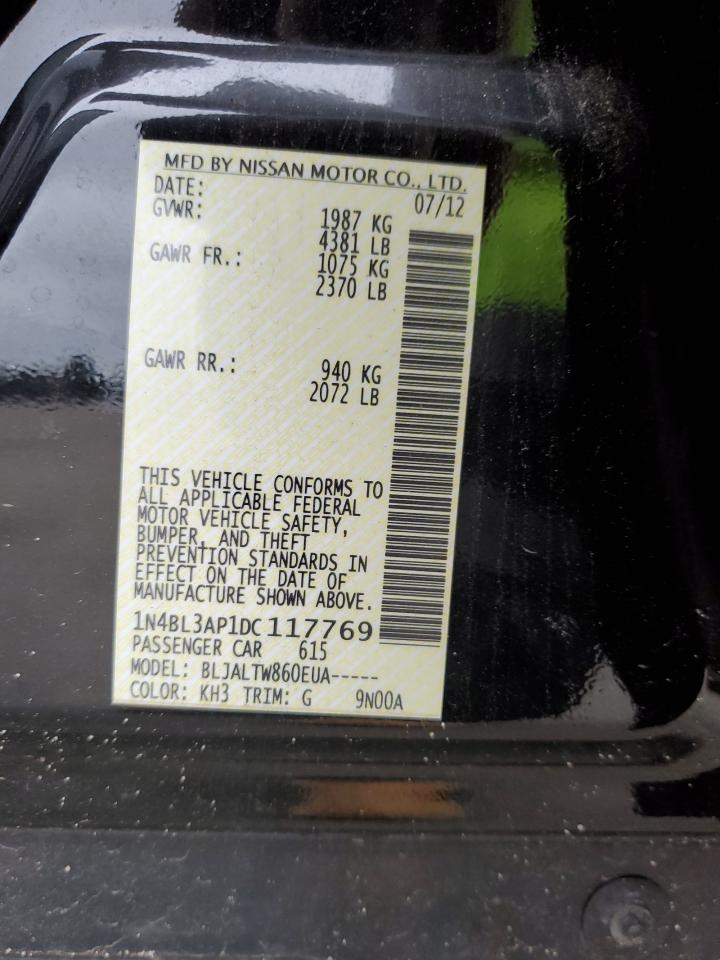 MFD BY NISSAN MOTOR CO., LTD.
DATE: 07/12
GVWR: 1987 KG
4381 LB
GAWR FR.: 1075 KG
2370 LB
GAWR RR.: 940 KG
2072 LB
THIS VEHICLE CONFORMS TO
ALL APPLICABLE FEDERAL
MOTOR VEHICLE SAFETY,
BUMPER, AND THEFT
PREVENTION STANDARDS IN
EFFECT ON THE DATE OF
MANUFACTURE SHOWN ABOVE.
1N4BL3AP1DC117769
PASSENGER CAR 615
MODEL: BLJALTW860EUA-----
COLOR: KH3 TRIM: G 9N00A